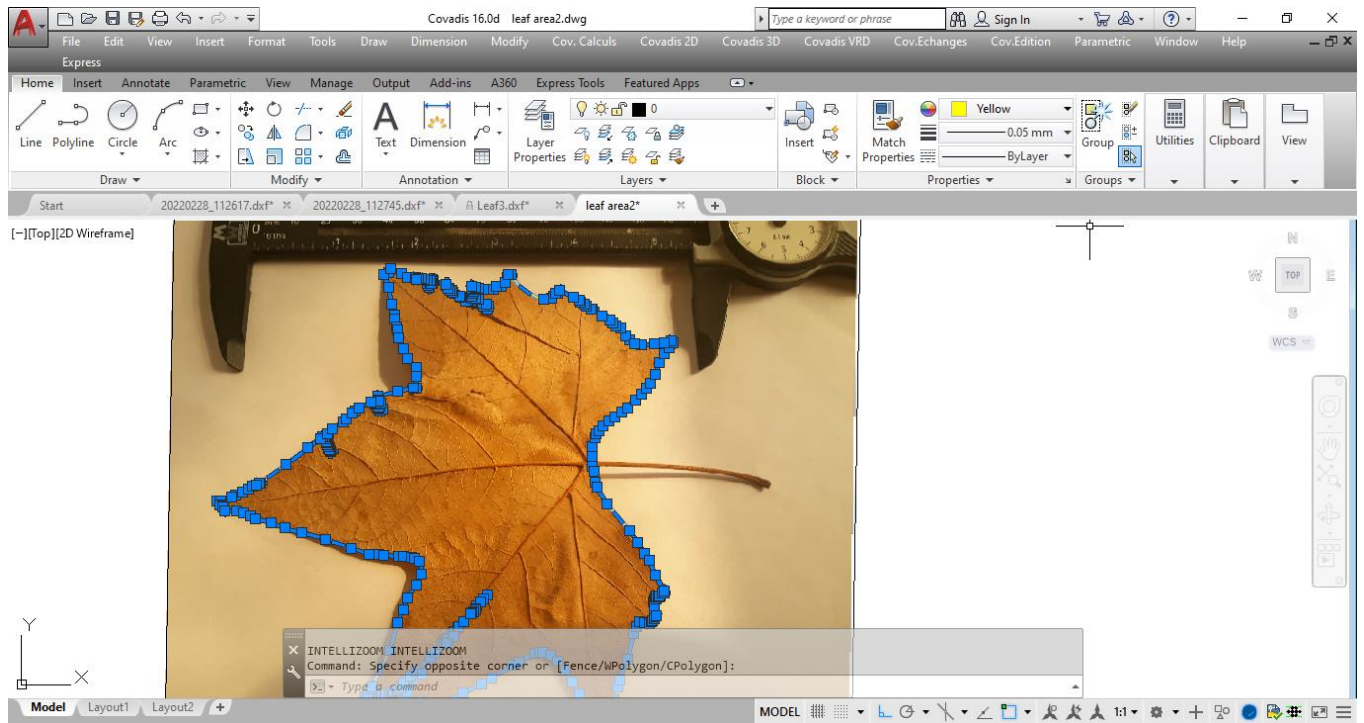 Covadis 16.0d leaf area2.dwg
Type a keyword or phrase
Sign In
File Edit View Insert Format Tools Draw Dimension Modify Cov. Calculs Covadis 2D Covadis 3D Covadis VRD Cov.Echanges Cov.Edition Parametric Window Help
Express
Home Insert Annotate Parametric View Manage Output Add-ins A360 Express Tools Featured Apps
0
Yellow
0.05 mm
ByLayer
Line Polyline Circle Arc
Text Dimension
Layer
Properties
Insert
Match
Properties
Group
Utilities Clipboard View
Draw Modify Annotation Layers Block Properties Groups
Start 20220228_112617.dxf* 20220228_112745.dxf* Leaf3.dxf* leaf area2*
[−][Top][2D Wireframe]
N
W TOP E
S
WCS
Y
X
INTELLIZOOM INTELLIZOOM
Command: Specify opposite corner or [Fence/WPolygon/CPolygon]:
Type a command
Model Layout1 Layout2 +
MODEL 1:1